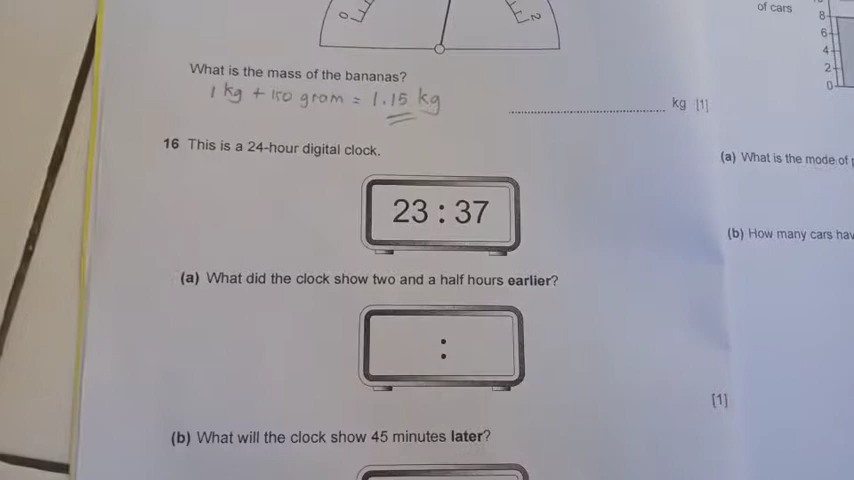 0
2
What is the mass of the bananas?
1 kg + 150 gram = 1.15 kg
kg [1]
16 This is a 24-hour digital clock.
23 : 37
(a) What did the clock show two and a half hours earlier?
:
[1]
(b) What will the clock show 45 minutes later?
of cars
8
6
4
2
0
(a) What is the mode of
(b) How many cars hav